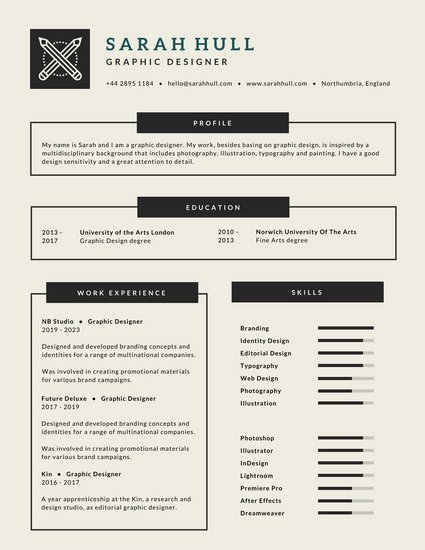 SARAH HULL
GRAPHIC DESIGNER
+44 2895 1184 • hello@sarahhull.com • www.sarahhull.com • Northumbria, England
PROFILE
My name is Sarah and I am a graphic designer. My work, besides basing on graphic design, is inspired by a
multidisciplinary background that includes photography, illustration, typography and painting. I have a good
design sensitivity and a great attention to detail.
EDUCATION
2013 - University of the Arts London
2017 Graphic Design degree
2010 - Norwich University Of The Arts
2013 Fine Arts degree
WORK EXPERIENCE
NB Studio • Graphic Designer
2019 - 2023
Designed and developed branding concepts and
identities for a range of multinational companies.
Was involved in creating promotional materials
for various brand campaigns.
Future Deluxe • Graphic Designer
2017 - 2019
Designed and developed branding concepts and
identities for a range of multinational companies.
Was involved in creating promotional materials
for various brand campaigns.
Kin • Graphic Designer
2016 - 2017
A year apprenticeship at the Kin, a research and
design studio, as editorial graphic designer.
SKILLS
Branding
Identity Design
Editorial Design
Typography
Web Design
Photography
Illustration
Photoshop
Illustrator
InDesign
Lightroom
Premiere Pro
After Effects
Dreamweaver